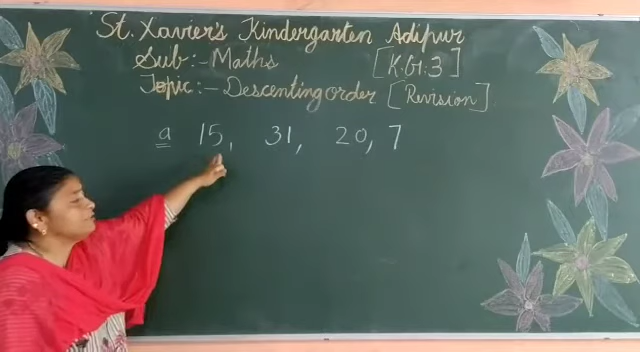 St. Xavier's Kindergarten Adipur
Sub:- Maths [K.G.3]
Topic:- Descenting order [Revision].
a 15, 31, 20, 7